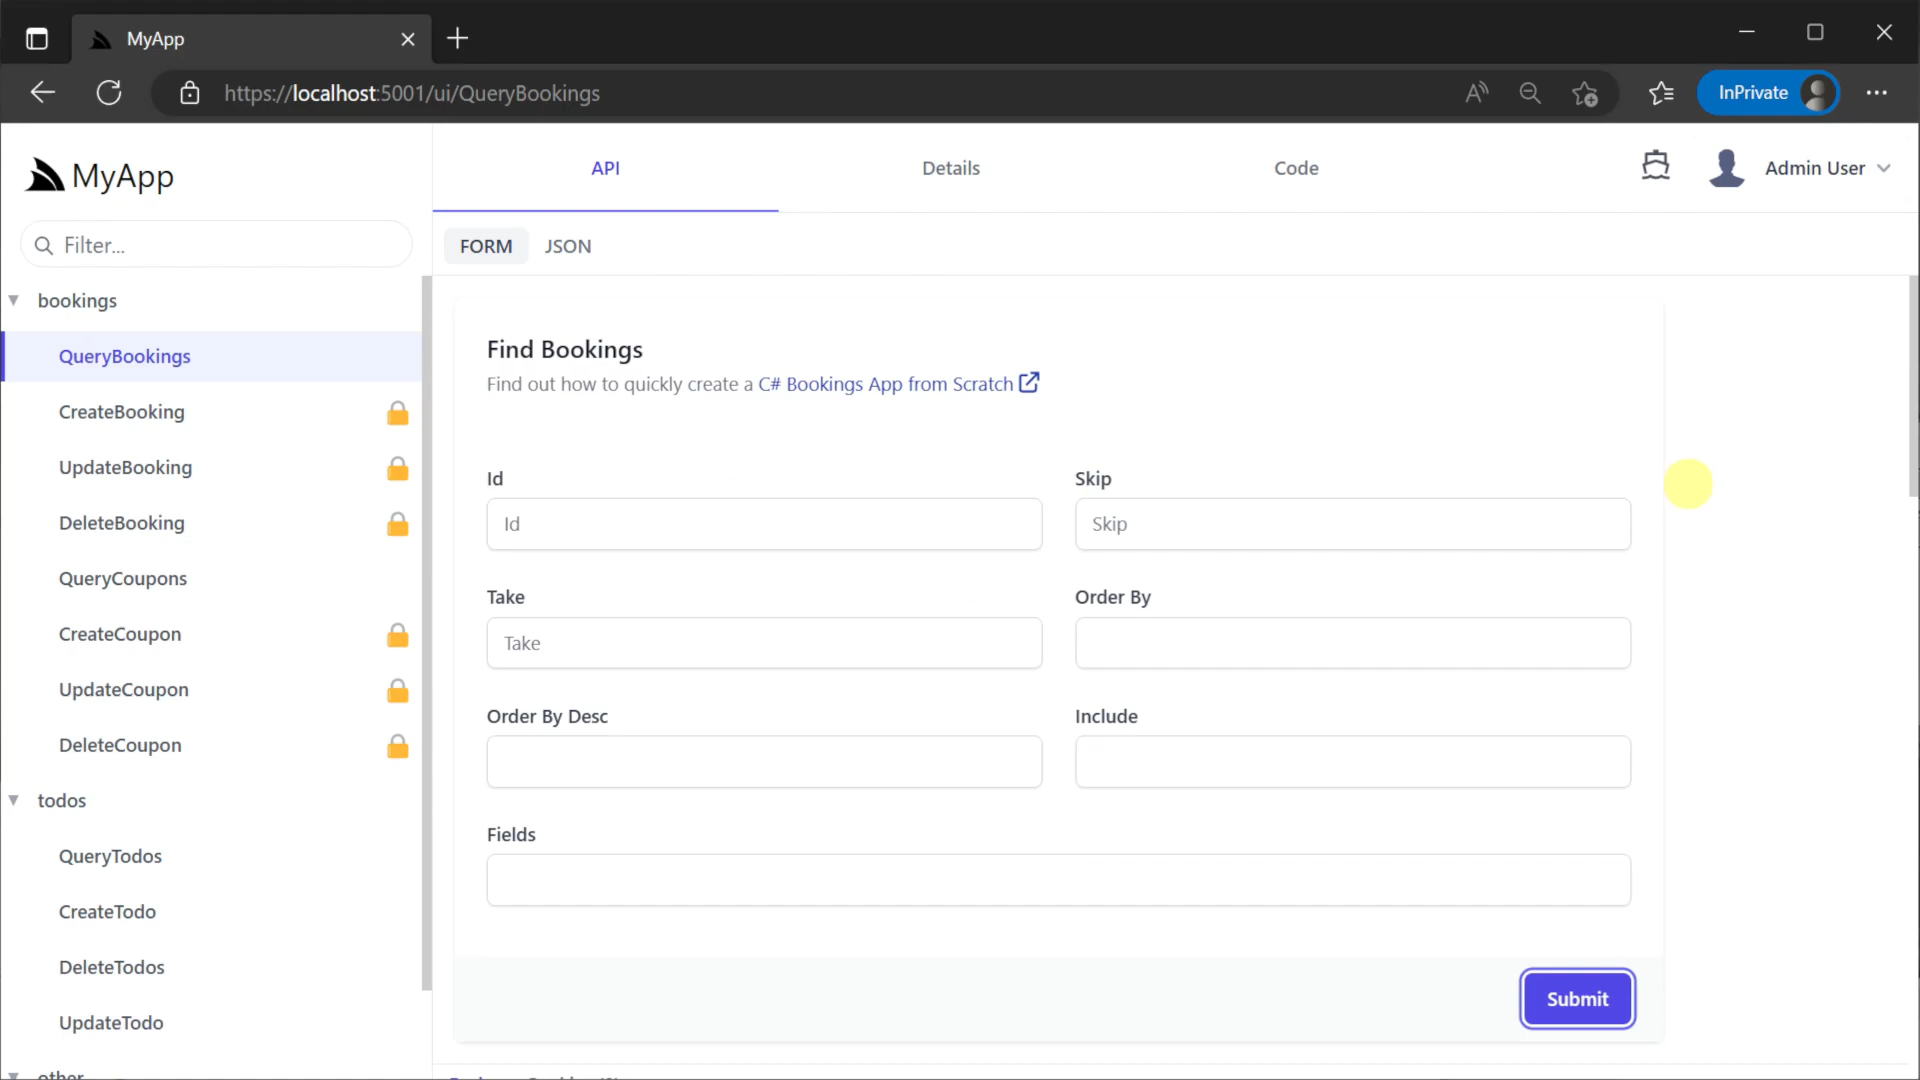 MyApp
https://localhost:5001/ui/QueryBookings
InPrivate
MyApp
API
Details
Code
Admin User
Filter...
FORM
JSON
bookings
QueryBookings
CreateBooking
UpdateBooking
DeleteBooking
QueryCoupons
CreateCoupon
UpdateCoupon
DeleteCoupon
todos
QueryTodos
CreateTodo
DeleteTodos
UpdateTodo
other
Find Bookings
Find out how to quickly create a C# Bookings App from Scratch
Id
Id
Skip
Skip
Take
Take
Order By
Order By Desc
Include
Fields
Submit